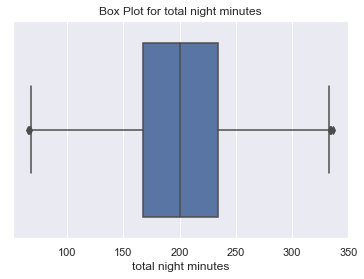 Box Plot for total night minutes
100 150 200 250 300 350
total night minutes